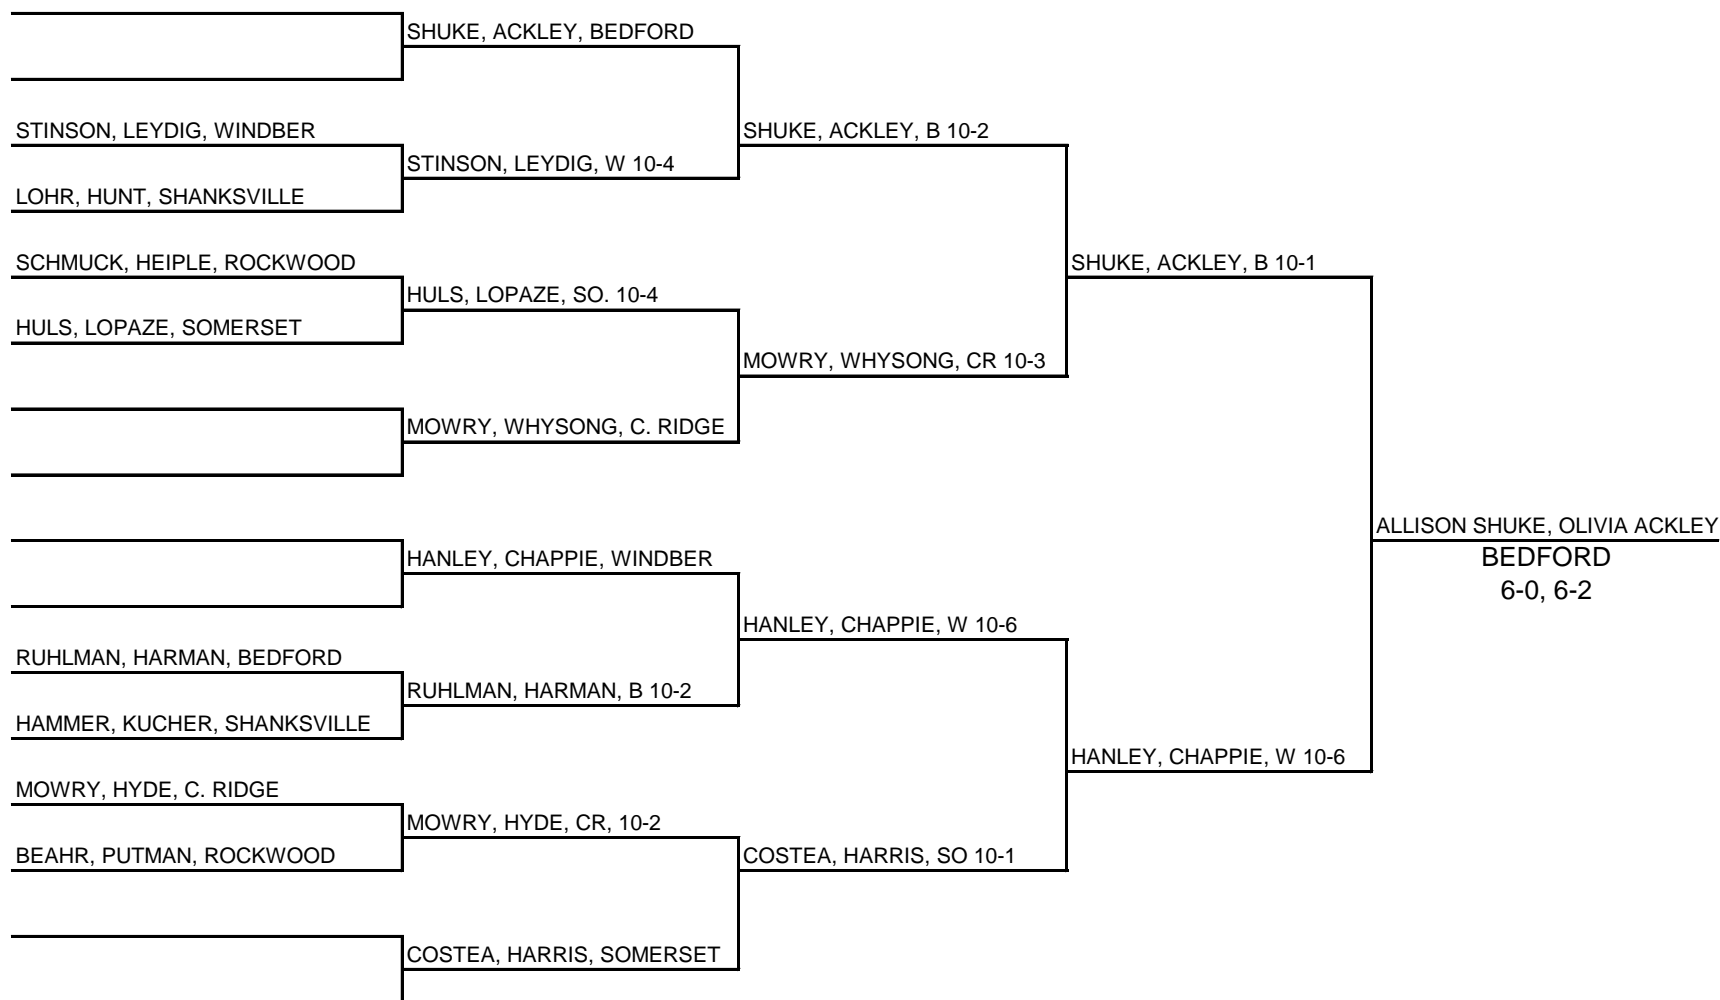 SHUKE, ACKLEY, BEDFORD
STINSON, LEYDIG, WINDBER
SHUKE, ACKLEY, B 10-2
STINSON, LEYDIG, W 10-4
LOHR, HUNT, SHANKSVILLE
SCHMUCK, HEIPLE, ROCKWOOD
SHUKE, ACKLEY, B 10-1
HULS, LOPAZE, SO. 10-4
HULS, LOPAZE, SOMERSET
MOWRY, WHYSONG, CR 10-3
MOWRY, WHYSONG, C. RIDGE
ALLISON SHUKE, OLIVIA ACKLEY
BEDFORD
6-0, 6-2
HANLEY, CHAPPIE, WINDBER
HANLEY, CHAPPIE, W 10-6
RUHLMAN, HARMAN, BEDFORD
RUHLMAN, HARMAN, B 10-2
HAMMER, KUCHER, SHANKSVILLE
HANLEY, CHAPPIE, W 10-6
MOWRY, HYDE, C. RIDGE
MOWRY, HYDE, CR, 10-2
BEAHR, PUTMAN, ROCKWOOD
COSTEA, HARRIS, SO 10-1
COSTEA, HARRIS, SOMERSET